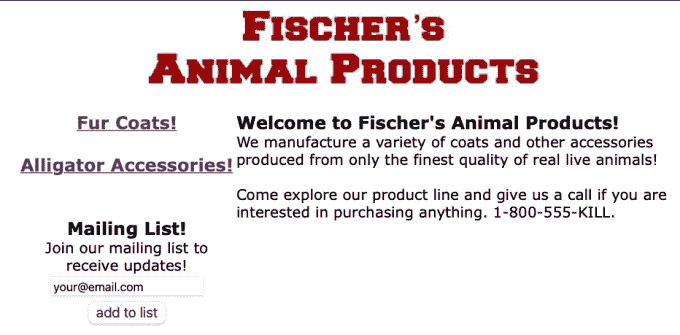 Fischer's
Animal Products
Fur Coats!
Alligator Accessories!
Mailing List!
Join our mailing list to
receive updates!
your@email.com
add to list
Welcome to Fischer's Animal Products!
We manufacture a variety of coats and other accessories
produced from only the finest quality of real live animals!
Come explore our product line and give us a call if you are
interested in purchasing anything. 1-800-555-KILL.